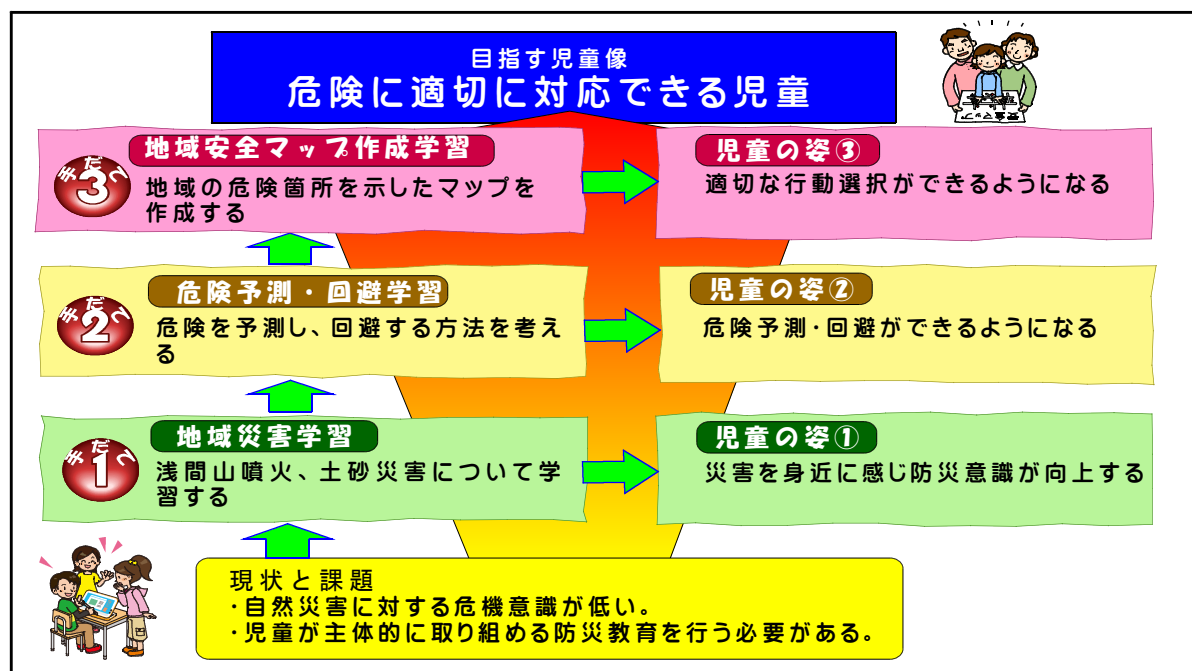 目指す児童像
危険に適切に対応できる児童
てだて3
地域安全マップ作成学習
地域の危険箇所を示したマップを
作成する
児童の姿③
適切な行動選択ができるようになる
てだて2
危険予測・回避学習
危険を予測し、回避する方法を考え
る
児童の姿②
危険予測・回避ができるようになる
てだて1
地域災害学習
浅間山噴火、土砂災害について学
習する
児童の姿①
災害を身近に感じ防災意識が向上する
現状と課題
・自然災害に対する危機意識が低い。
・児童が主体的に取り組める防災教育を行う必要がある。